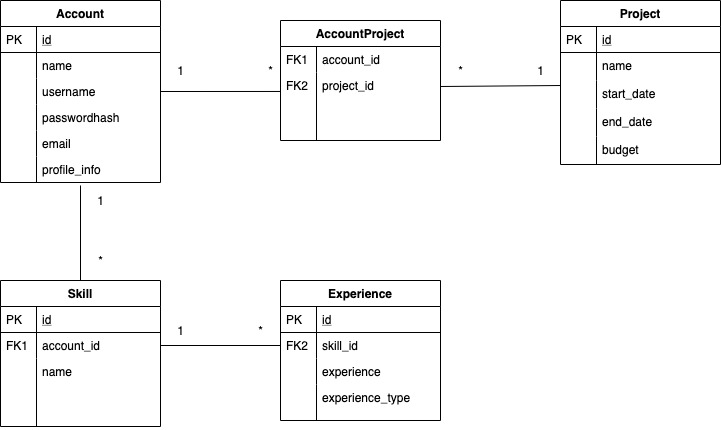 Account
PK id
name
username
passwordhash
email
profile_info
1
*
AccountProject
FK1 account_id
FK2 project_id
*
1
Project
PK id
name
start_date
end_date
budget
1
*
Skill
PK id
FK1 account_id
name
1
*
Experience
PK id
FK2 skill_id
experience
experience_type